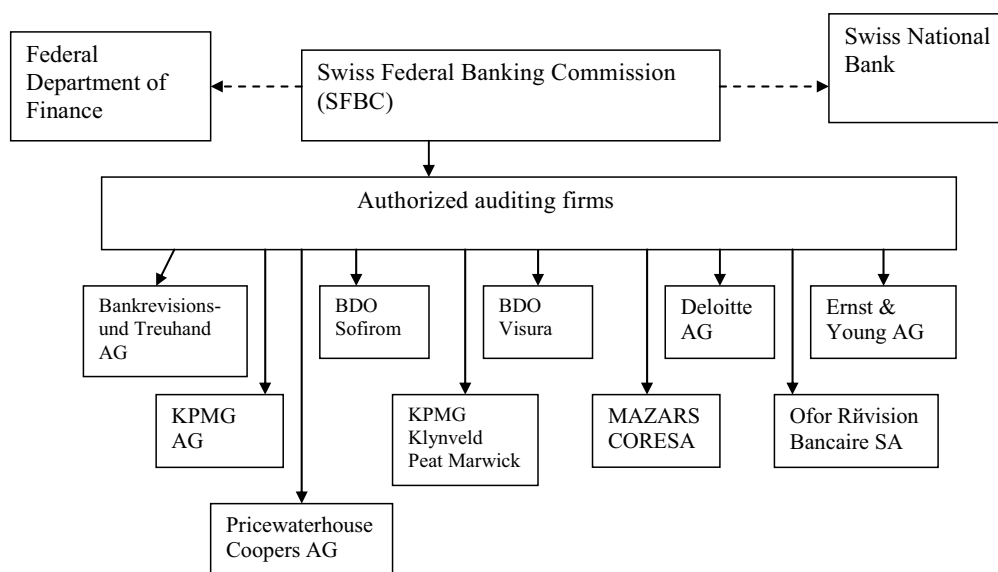 Federal
Department of
Finance
Swiss Federal Banking Commission
(SFBC)
Swiss National
Bank
Authorized auditing firms
Bankrevisions-
und Treuhand
AG
BDO
Sofirom
BDO
Visura
Deloitte
AG
Ernst &
Young AG
KPMG
AG
KPMG
Klynveld
Peat Marwick
MAZARS
CORESA
Ofor Rйvision
Bancaire SA
Pricewaterhouse
Coopers AG